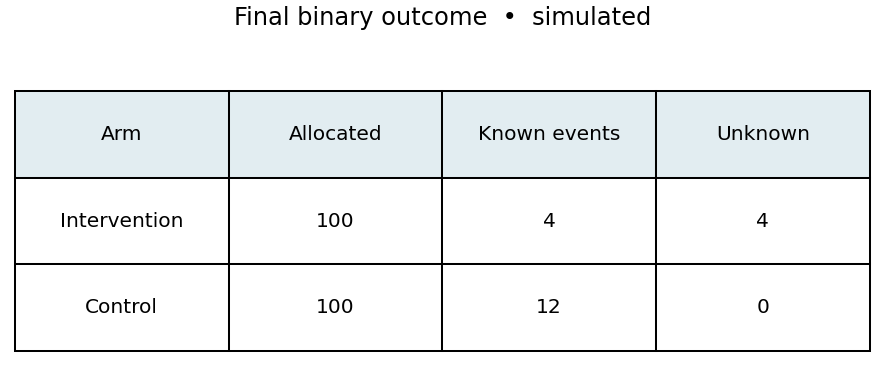 Final binary outcome • simulated
Arm Allocated Known events Unknown
Intervention 100 4 4
Control 100 12 0